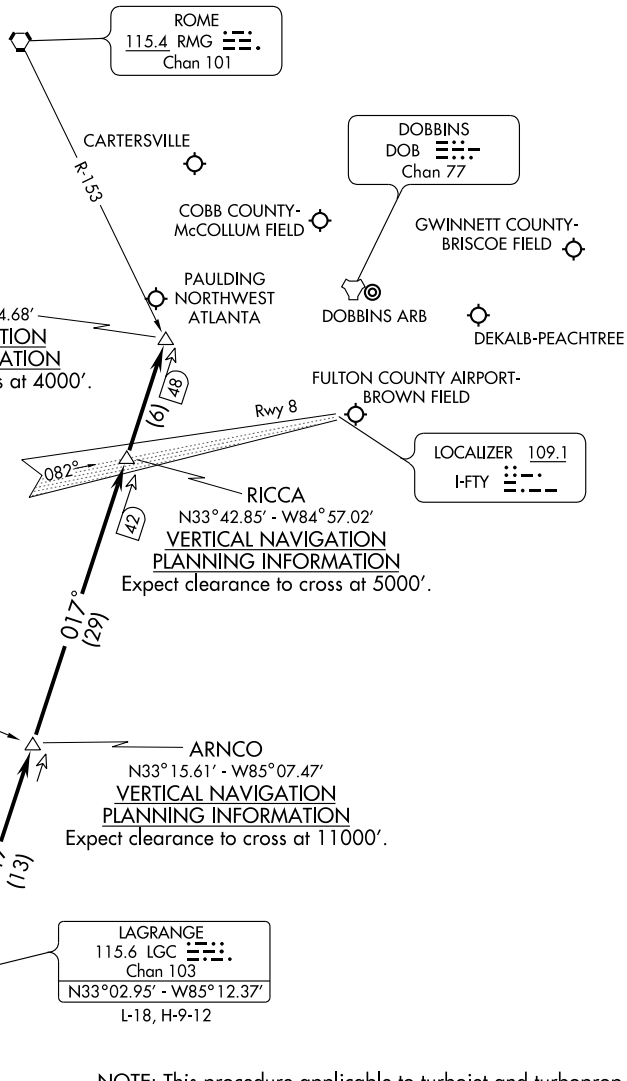 ROME
115.4 RMG
Chan 101
CARTERSVILLE
DOBBINS
DOB
Chan 77
R-153
COBB COUNTY-
McCOLLUM FIELD
GWINNETT COUNTY-
BRISCOE FIELD
PAULDING
NORTHWEST
ATLANTA
DOBBINS ARB
DEKALB-PEACHTREE
4.68'
TION
ATION
s at 4000'.
(6)
48
FULTON COUNTY AIRPORT-
BROWN FIELD
Rwy 8
LOCALIZER 109.1
I-FTY
082°
RICCA
N33°42.85' - W84°57.02'
VERTICAL NAVIGATION
PLANNING INFORMATION
Expect clearance to cross at 5000'.
42
017°
(29)
ARNCO
N33°15.61' - W85°07.47'
VERTICAL NAVIGATION
PLANNING INFORMATION
Expect clearance to cross at 11000'.
(13)
LAGRANGE
115.6 LGC
Chan 103
N33°02.95' - W85°12.37'
L-18, H-9-12
NOTE: This procedure applicable to turbojet and turboprop